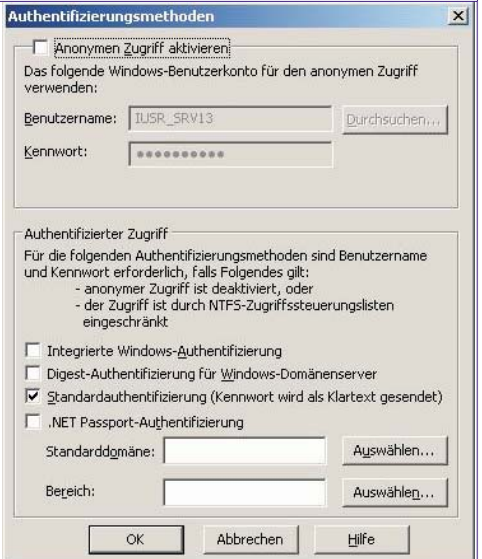 Authentifizierungsmethoden
Anonymen Zugriff aktivieren
Das folgende Windows-Benutzerkonto für den anonymen Zugriff
verwenden:
Benutzername: IUSR_SRV13 Durchsuchen...
Kennwort: ●●●●●●●●●●
Authentifizierter Zugriff
Für die folgenden Authentifizierungsmethoden sind Benutzername
und Kennwort erforderlich, falls Folgendes gilt:
- anonymer Zugriff ist deaktiviert, oder
- der Zugriff ist durch NTFS-Zugriffssteuerungslisten
eingeschränkt
Integrierte Windows-Authentifizierung
Digest-Authentifizierung für Windows-Domänenserver
Standardauthentifizierung (Kennwort wird als Klartext gesendet)
.NET Passport-Authentifizierung
Standarddomäne: Auswählen...
Bereich: Auswählen...
OK Abbrechen Hilfe